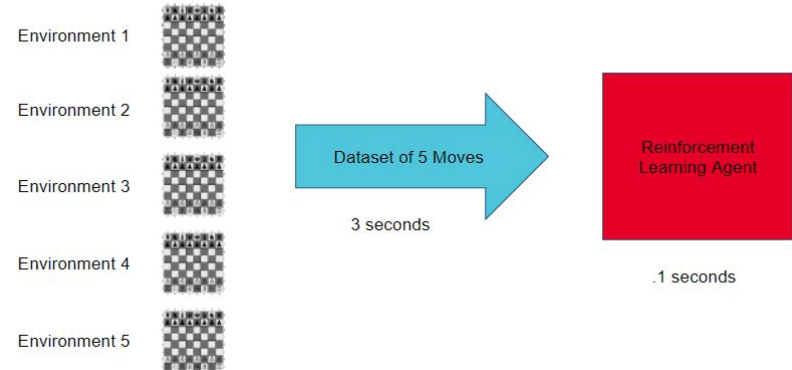 Environment 1
Environment 2
Environment 3
Environment 4
Environment 5
Dataset of 5 Moves
3 seconds
Reinforcement
Learning Agent
.1 seconds